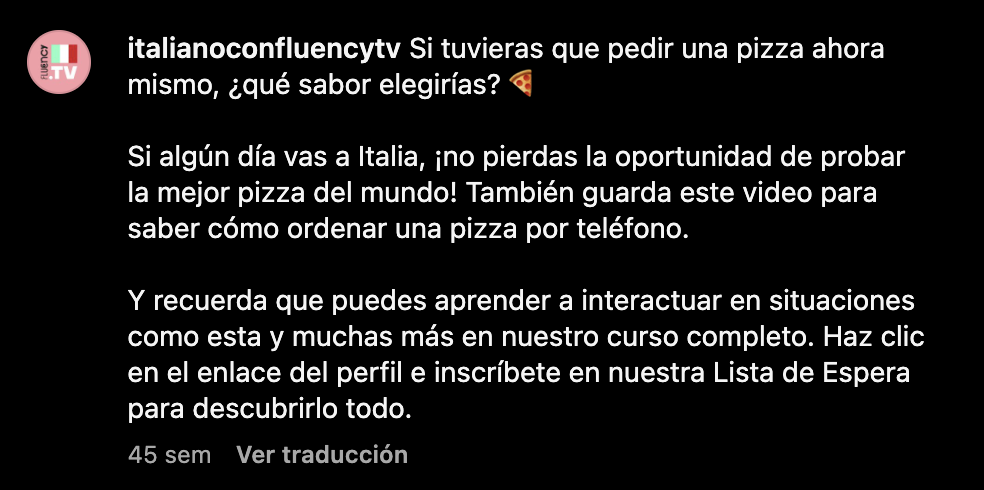 FLUENCY
.TV
italianoconfluencytv Si tuvieras que pedir una pizza ahora
mismo, ¿qué sabor elegirías? 🍕
Si algún día vas a Italia, ¡no pierdas la oportunidad de probar
la mejor pizza del mundo! También guarda este video para
saber cómo ordenar una pizza por teléfono.
Y recuerda que puedes aprender a interactuar en situaciones
como esta y muchas más en nuestro curso completo. Haz clic
en el enlace del perfil e inscríbete en nuestra Lista de Espera
para descubrirlo todo.
45 sem Ver traducción